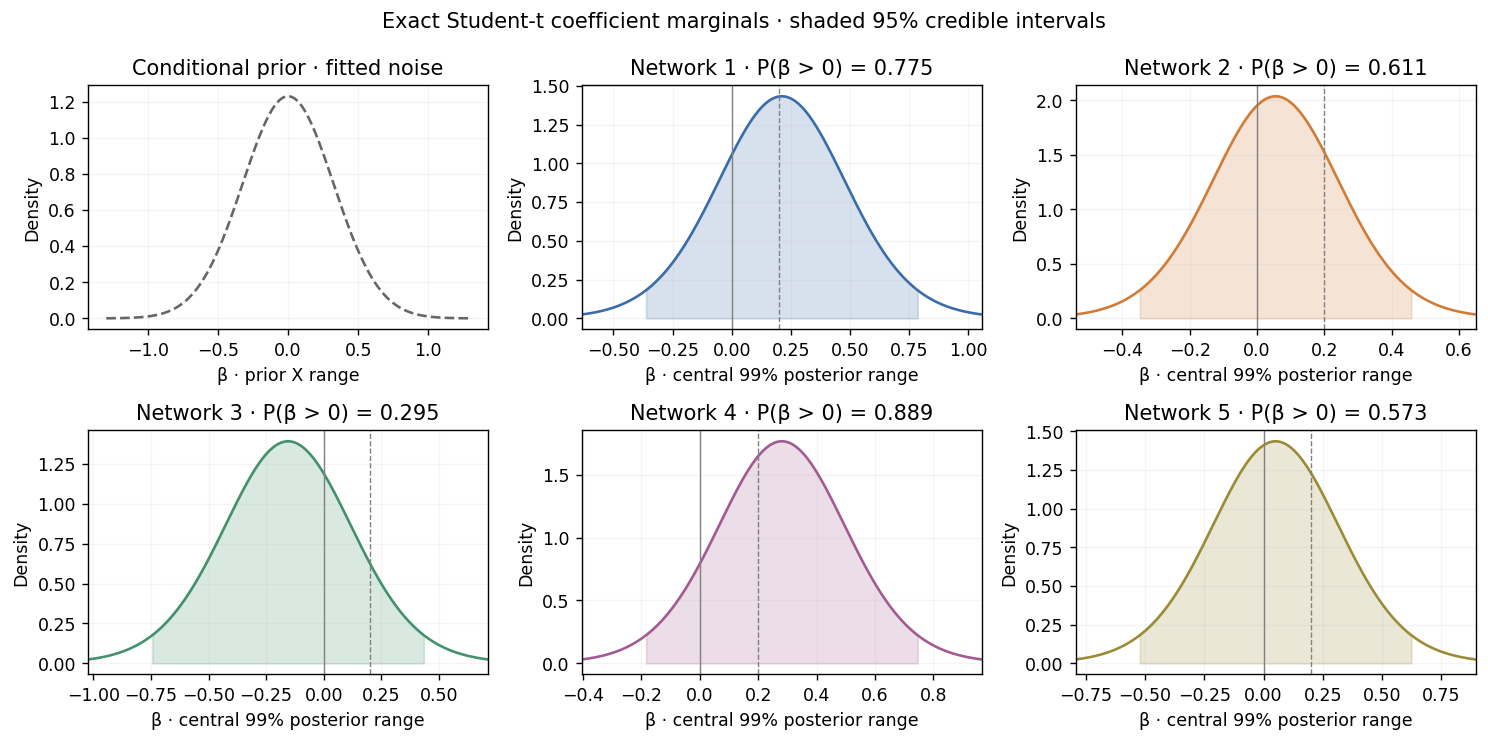 Exact Student-t coefficient marginals · shaded 95% credible intervals
Conditional prior · fitted noise
Density
1.2
1.0
0.8
0.6
0.4
0.2
0.0
−1.0 −0.5 0.0 0.5 1.0
β · prior X range
Network 1 · P(β > 0) = 0.775
Density
1.50
1.25
1.00
0.75
0.50
0.25
0.00
−0.50 −0.25 0.00 0.25 0.50 0.75 1.00
β · central 99% posterior range
Network 2 · P(β > 0) = 0.611
Density
2.0
1.5
1.0
0.5
0.0
−0.4 −0.2 0.0 0.2 0.4 0.6
β · central 99% posterior range
Network 3 · P(β > 0) = 0.295
Density
1.25
1.00
0.75
0.50
0.25
0.00
−1.00 −0.75 −0.50 −0.25 0.00 0.25 0.50
β · central 99% posterior range
Network 4 · P(β > 0) = 0.889
Density
1.5
1.0
0.5
0.0
−0.4 −0.2 0.0 0.2 0.4 0.6 0.8
β · central 99% posterior range
Network 5 · P(β > 0) = 0.573
Density
1.50
1.25
1.00
0.75
0.50
0.25
0.00
−0.75 −0.50 −0.25 0.00 0.25 0.50 0.75
β · central 99% posterior range